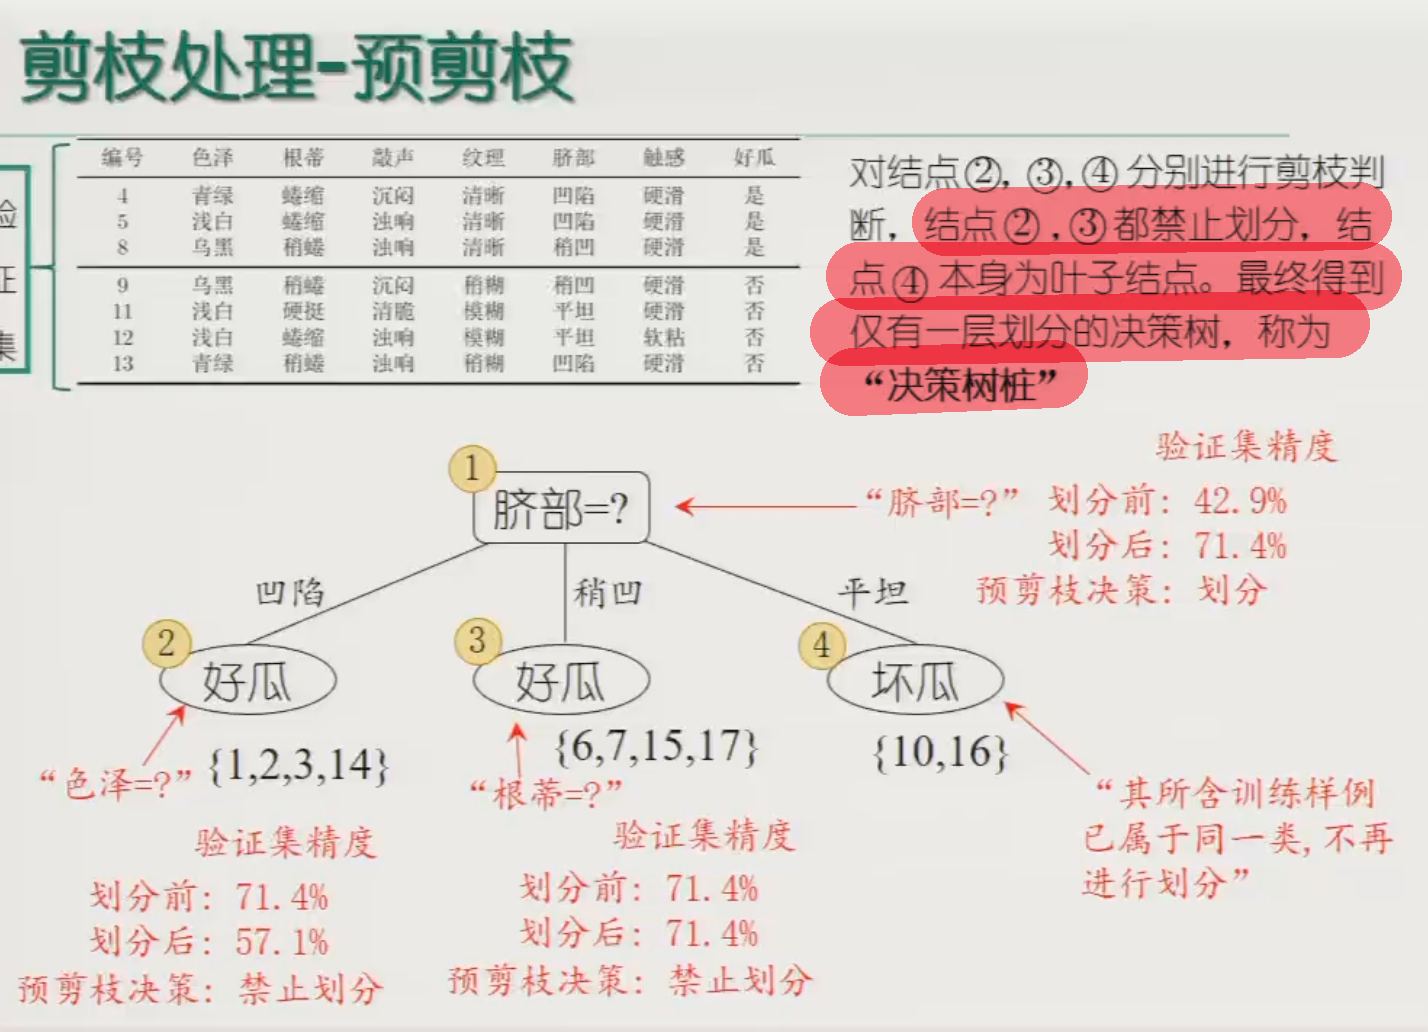 剪枝处理-预剪枝
验
证
集
编号 色泽 根蒂 敲声 纹理 脐部 触感 好瓜
4 青绿 蜷缩 沉闷 清晰 凹陷 硬滑 是
5 浅白 蜷缩 浊响 清晰 凹陷 硬滑 是
8 乌黑 稍蜷 浊响 清晰 稍凹 硬滑 是
9 乌黑 稍蜷 沉闷 稍糊 稍凹 硬滑 否
11 浅白 硬挺 清脆 模糊 平坦 硬滑 否
12 浅白 蜷缩 浊响 模糊 平坦 软粘 否
13 青绿 稍蜷 浊响 稍糊 凹陷 硬滑 否
对结点②, ③,④ 分别进行剪枝判
断，结点② ,③都禁止划分，结
点④ 本身为叶子结点。最终得到
仅有一层划分的决策树，称为
“决策树桩”
验证集精度
“脐部=?” 划分前: 42.9%
划分后: 71.4%
预剪枝决策: 划分
1
脐部=?
凹陷 稍凹 平坦
2 3 4
好瓜 好瓜 坏瓜
{1,2,3,14} {6,7,15,17} {10,16}
“色泽=?”
验证集精度
划分前: 71.4%
划分后: 57.1%
预剪枝决策: 禁止划分
“根蒂=?”
验证集精度
划分前: 71.4%
划分后: 71.4%
预剪枝决策: 禁止划分
“其所含训练样例
已属于同一类,不再
进行划分”